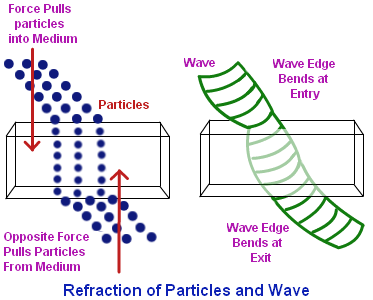 Force Pulls
particles
into Medium
Particles
Opposite Force
Pulls Particles
From Medium
Wave
Wave Edge
Bends at
Entry
Wave Edge
Bends at
Exit
Refraction of Particles and Wave